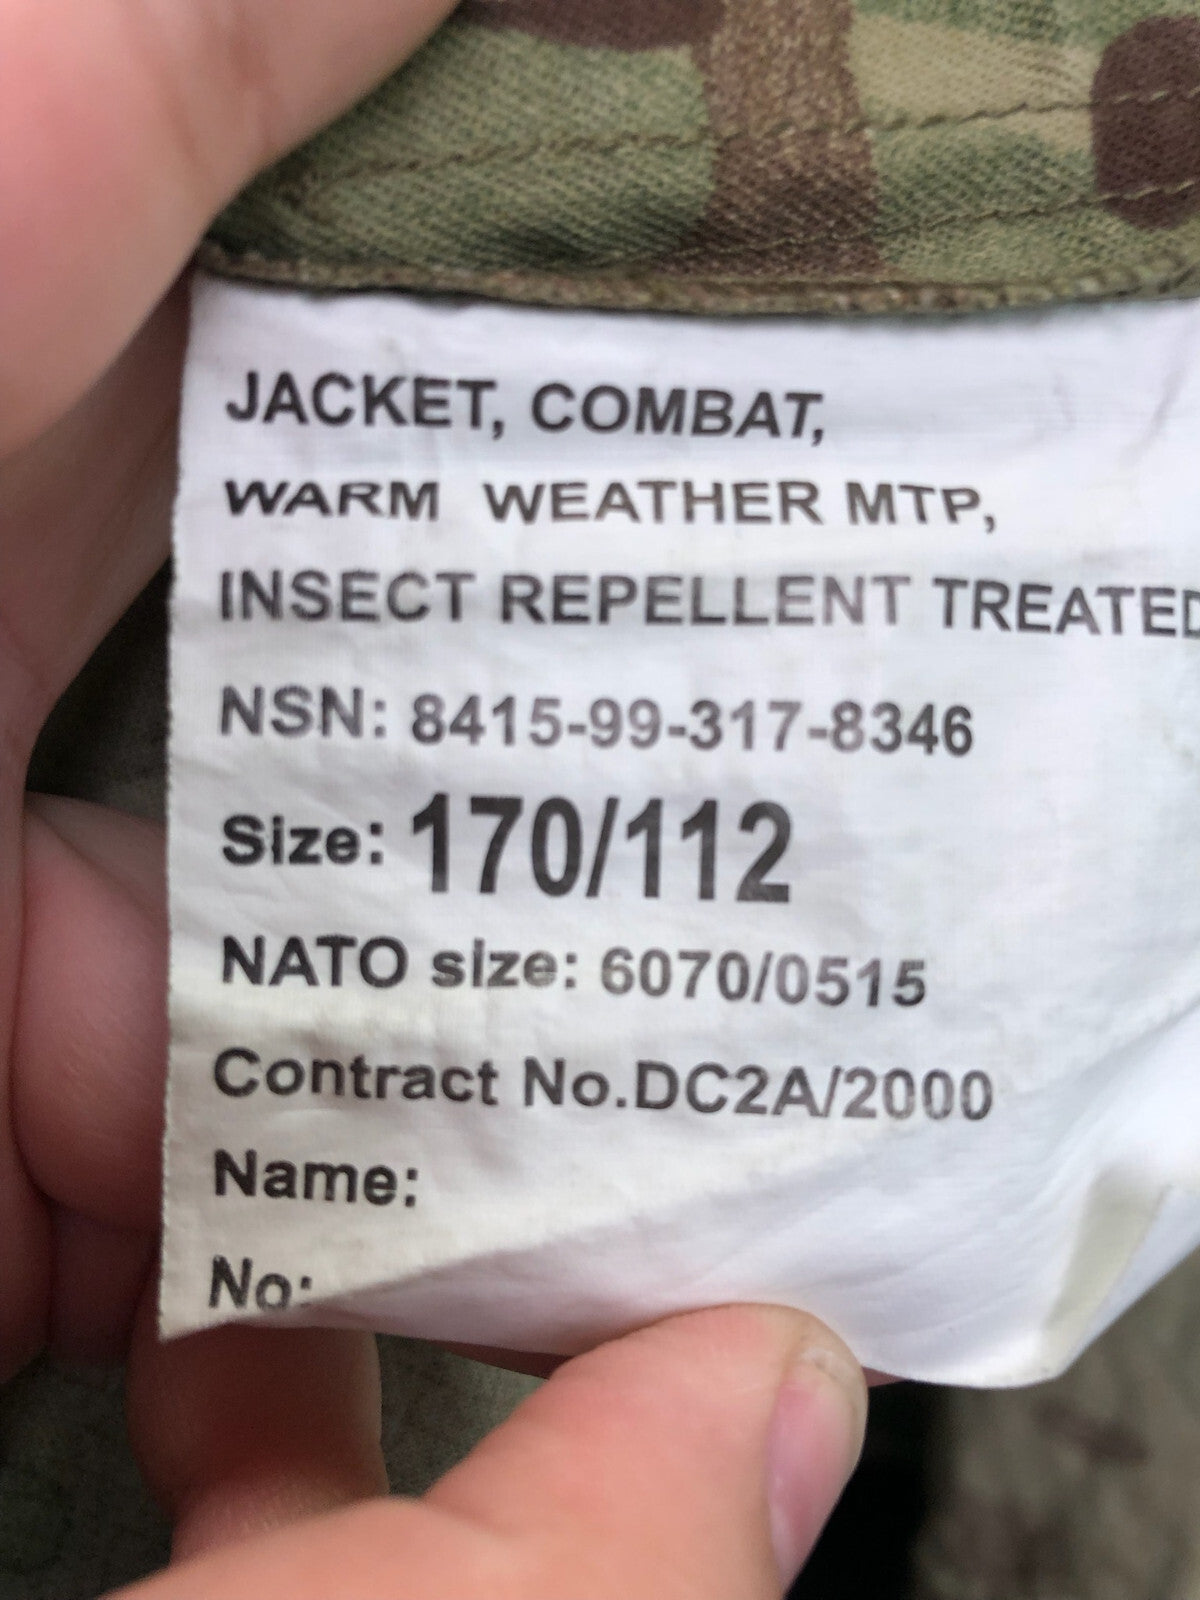 JACKET, COMBAT,
WARM WEATHER MTP,
INSECT REPELLENT TREATED
NSN: 8415-99-317-8346
Size: 170/112
NATO size: 6070/0515
Contract No.DC2A/2000
Name:
No: